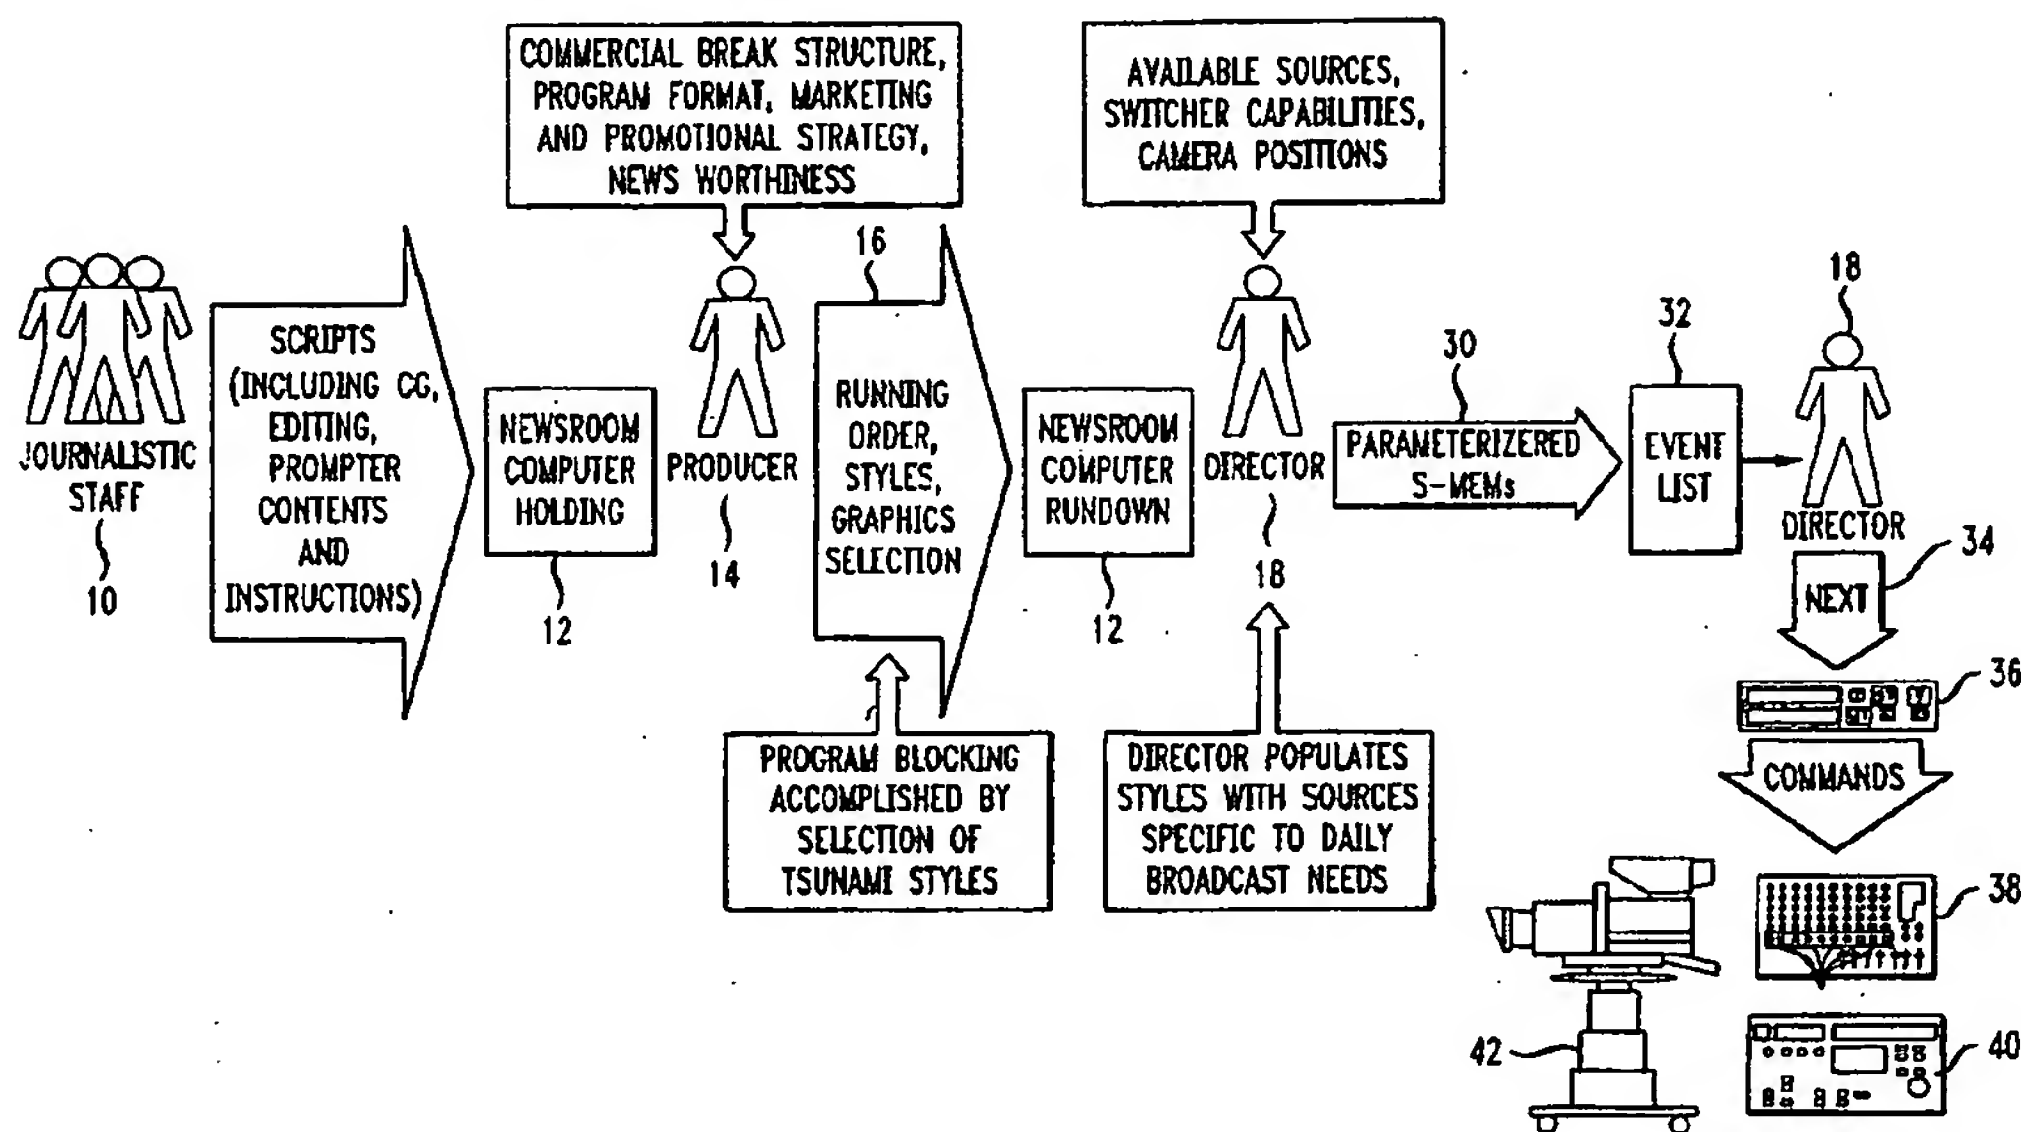 COMMERCIAL BREAK STRUCTURE,
PROGRAM FORMAT, MARKETING
AND PROMOTIONAL STRATEGY,
NEWS WORTHINESS
AVAILABLE SOURCES,
SWITCHER CAPABILITIES,
CAMERA POSITIONS
JOURNALISTIC
STAFF
10
SCRIPTS
(INCLUDING CG,
EDITING,
PROMPTER
CONTENTS
AND
INSTRUCTIONS)
NEWSROOM
COMPUTER
HOLDING
12
PRODUCER
14
16
RUNNING
ORDER,
STYLES,
GRAPHICS
SELECTION
NEWSROOM
COMPUTER
RUNDOWN
12
DIRECTOR
18
30
PARAMETERIZERED
S-MEMs
32
EVENT
LIST
18
DIRECTOR
34
NEXT
36
COMMANDS
38
40
42
PROGRAM BLOCKING
ACCOMPLISHED BY
SELECTION OF
TSUNAMI STYLES
DIRECTOR POPULATES
STYLES WITH SOURCES
SPECIFIC TO DAILY
BROADCAST NEEDS